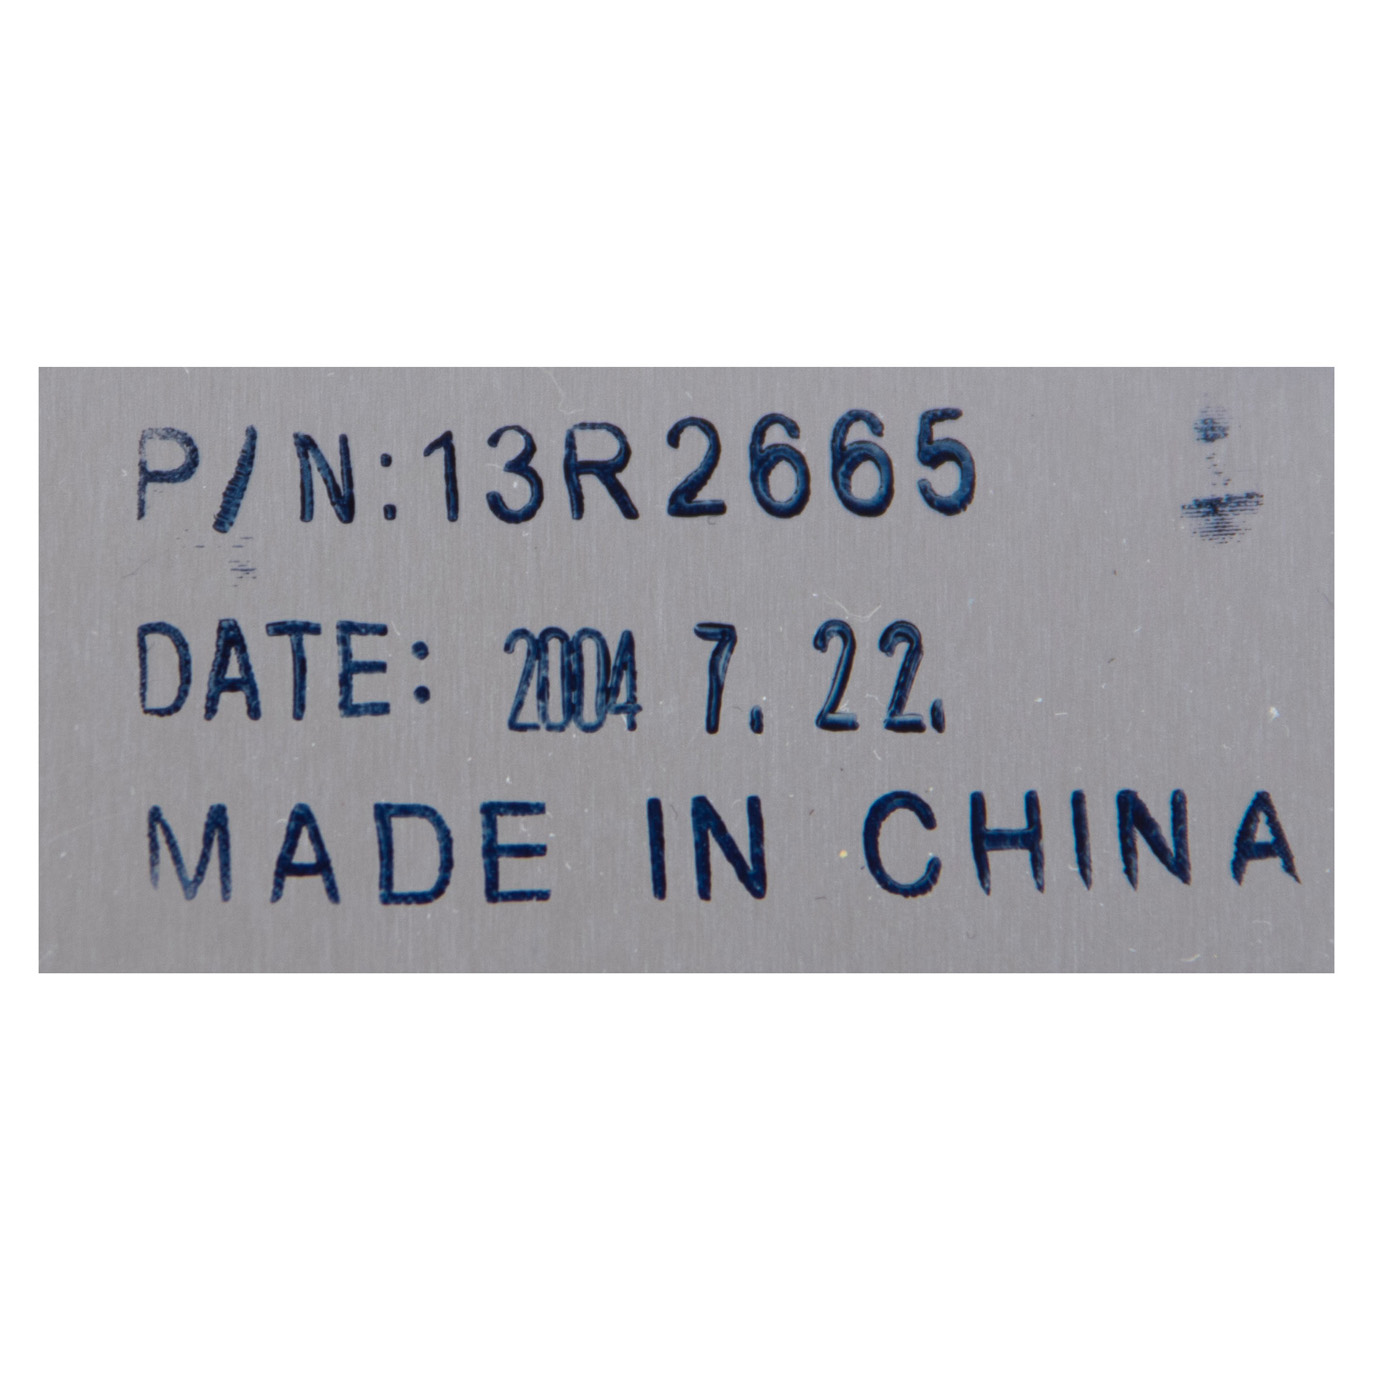 P/N:13R2665
DATE: 2004 7. 22.
MADE IN CHINA